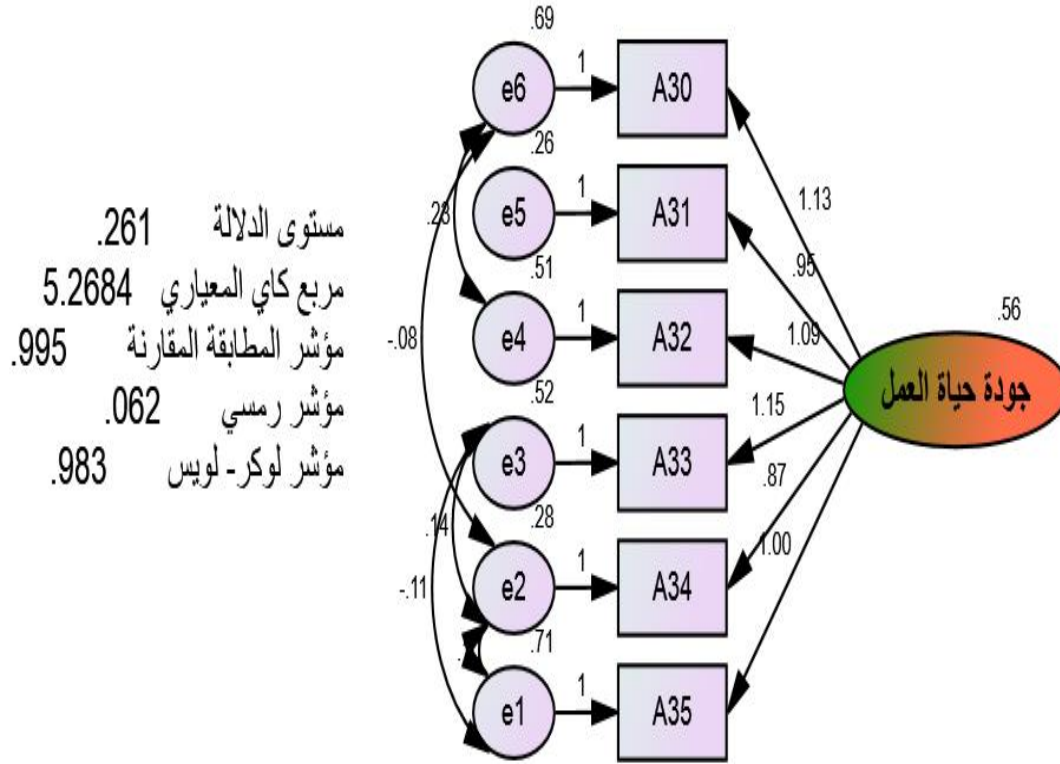 مستوى الدلالة .261
مربع كاي المعياري 5.2684
مؤشر المطابقة المقارنة .995
مؤشر رمسي .062
مؤشر لوكر - لويس .983
.69
e6 1 A30
.26
e5 1 A31
.51
e4 1 A32
.52
e3 1 A33
.28
e2 1 A34
.71
e1 1 A35
.23
-.08
.14
-.11
1.13
.95
1.09
1.15
.87
1.00
.56
جودة حياة العمل